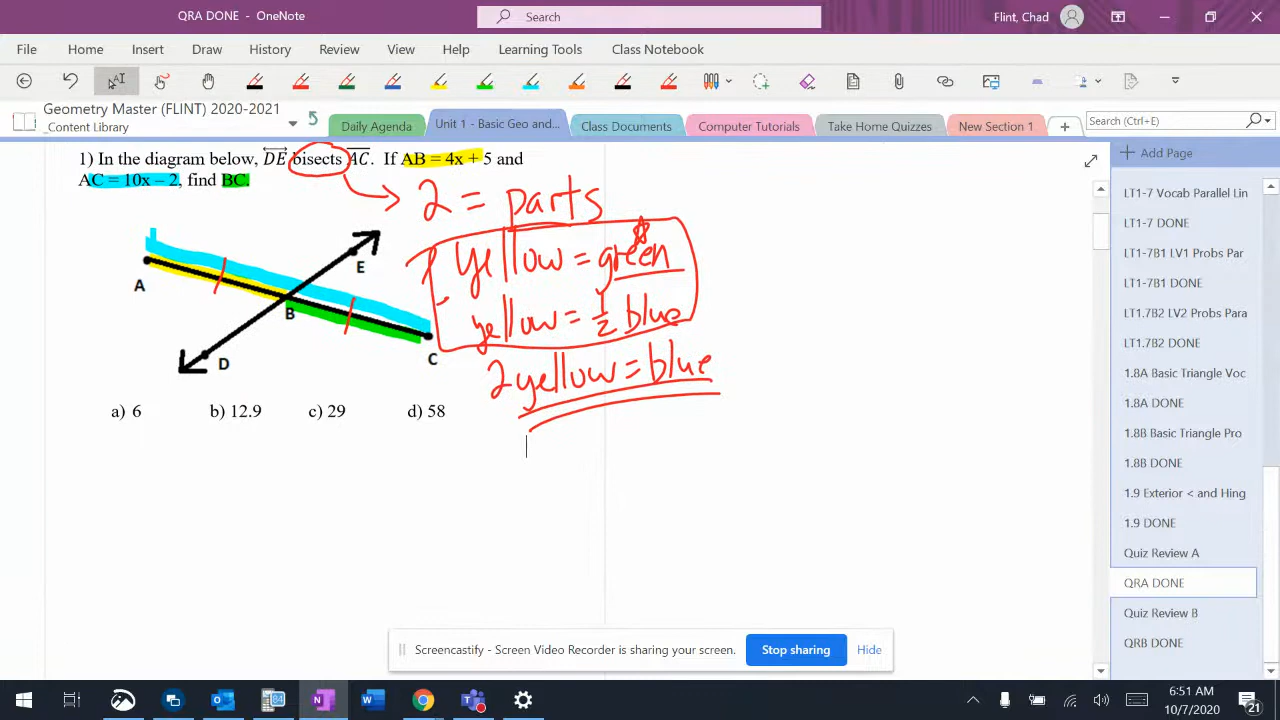 QRA DONE - OneNote
Search
Flint, Chad
File Home Insert Draw History Review View Help Learning Tools Class Notebook
Geometry Master (FLINT) 2020-2021
Content Library
Daily Agenda
Unit 1 - Basic Geo and...
Class Documents
Computer Tutorials
Take Home Quizzes
New Section 1
Search (Ctrl+E)
Add Page
1) In the diagram below, DE bisects AC. If AB = 4x + 5 and
AC = 10x – 2, find BC.
2 = parts
yellow = green
yellow = 1/2 blue
2 yellow = blue
A
E
B
D
C
a) 6 b) 12.9 c) 29 d) 58
LT1-7 Vocab Parallel Lin
LT1-7 DONE
LT1-7B1 LV1 Probs Par
LT1-7B1 DONE
LT1.7B2 LV2 Probs Para
LT1.7B2 DONE
1.8A Basic Triangle Voc
1.8A DONE
1.8B Basic Triangle Pro
1.8B DONE
1.9 Exterior < and Hing
1.9 DONE
Quiz Review A
QRA DONE
Quiz Review B
QRB DONE
Screencastify - Screen Video Recorder is sharing your screen.
Stop sharing
Hide
6:51 AM
10/7/2020
21